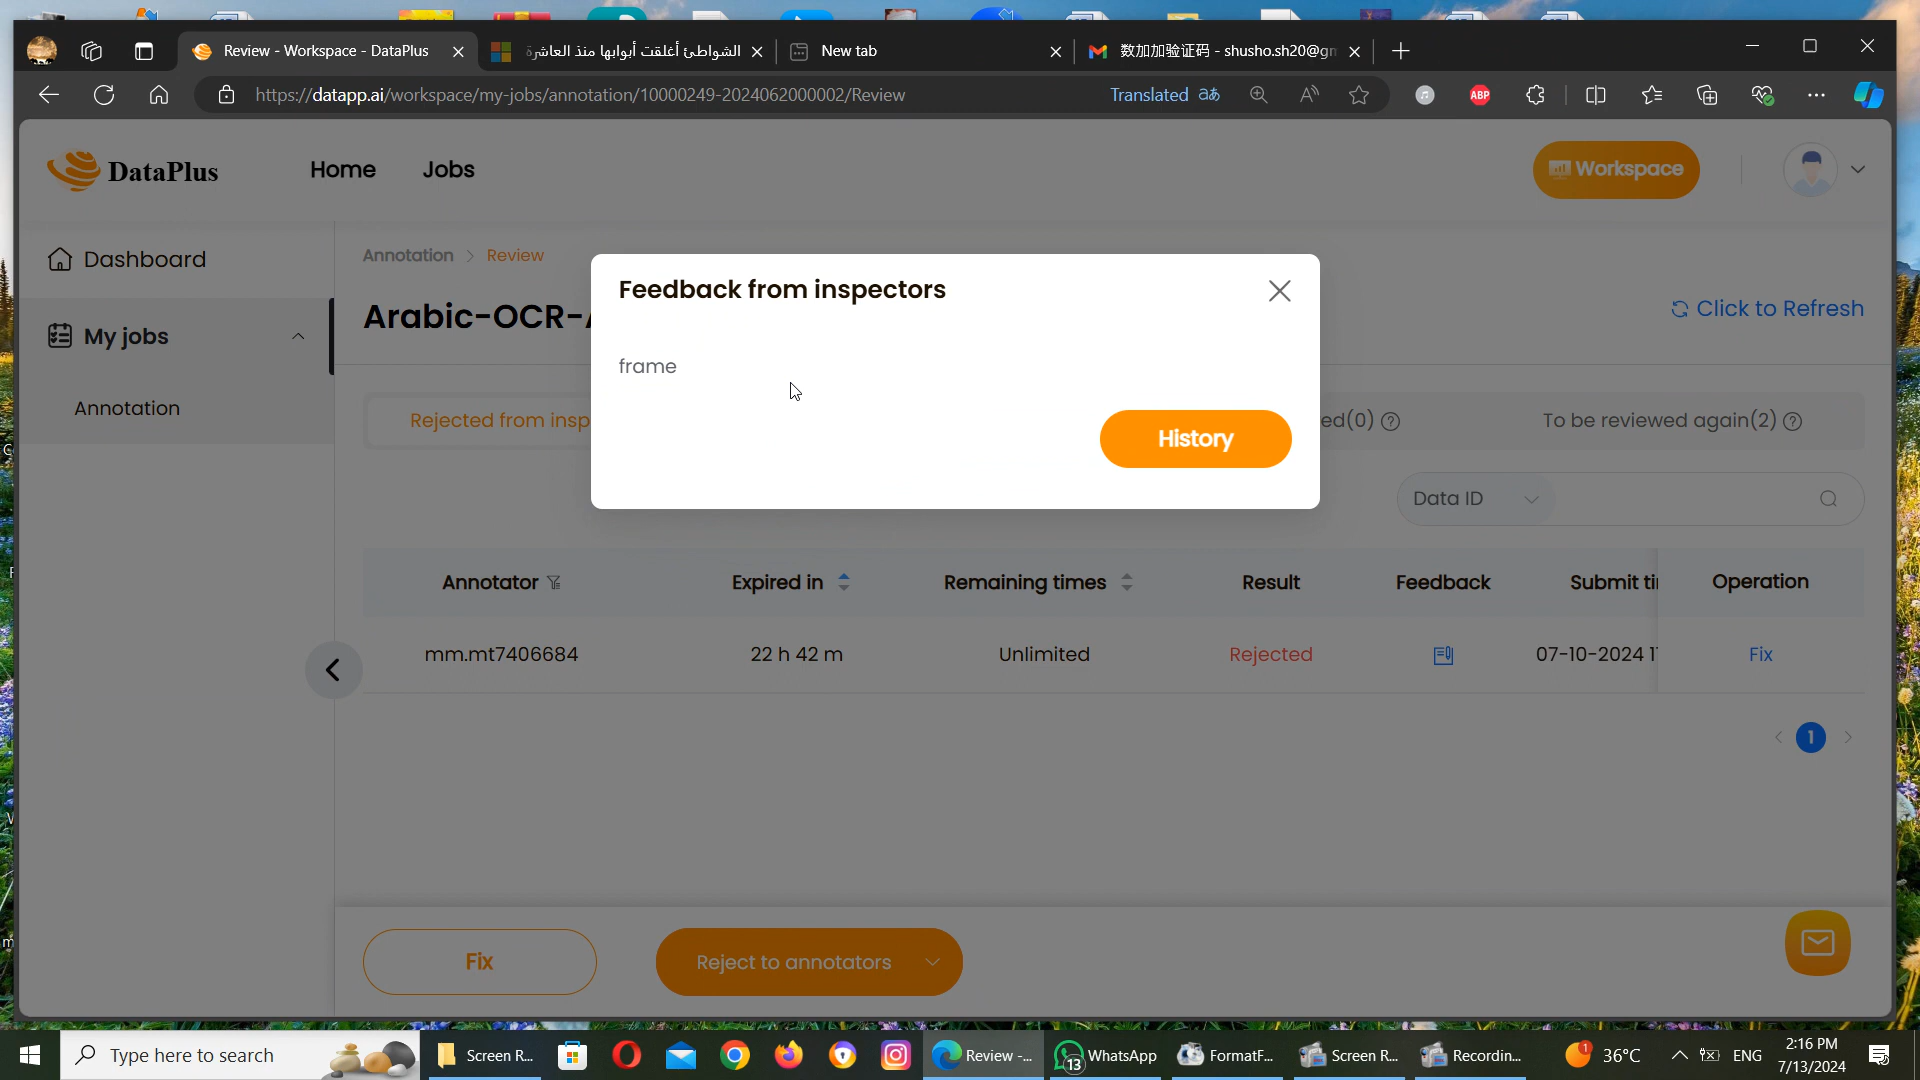 Review - Workspace - DataPlus
الشواطئ أغلقت أبوابها منذ العاشرة
New tab
数加加验证码 - shusho.sh20@gm
https://datapp.ai/workspace/my-jobs/annotation/10000249-2024062000002/Review
Translated
ABP
DataPlus
Home
Jobs
Workspace
Dashboard
My jobs
Annotation
Annotation > Review
Arabic-OCR-
Click to Refresh
Feedback from inspectors
frame
History
Rejected from insp
ed(0)
To be reviewed again(2)
Data ID
Annotator
Expired in
Remaining times
Result
Feedback
Submit ti
Operation
mm.mt7406684
22 h 42 m
Unlimited
Rejected
07-10-2024 1
Fix
1
Fix
Reject to annotators
Type here to search
Screen R...
Review -...
13
WhatsApp
FormatF...
Screen R...
Recordin...
1
36°C
ENG
2:16 PM
7/13/2024